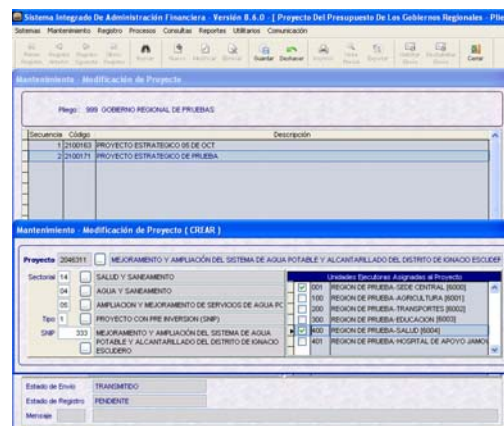 Sistema Integrado De Administración Financiera - Versión 8.6.0 - [ Proyecto Del Presupuesto De Los Gobiernos Regionales - P
Sistemas Mantenimiento Registro Procesos Consultas Reportes Utilitarios Comunicación
Guardar Deshacer Cerrar
Mantenimiento - Modificación de Proyecto
Pliego : 999 GOBIERNO REGIONAL DE PRUEBAS
Secuencia Código Descripción
1 2100163 PROYECTO ESTRATEGICO 05 DE OCT
2 2100171 PROYECTO ESTRATEGICO DE PRUEBA
Mantenimiento - Modificación de Proyecto ( CREAR )
Proyecto 2046311 ... MEJORAMIENTO Y AMPLIACIÓN DEL SISTEMA DE AGUA POTABLE Y ALCANTARILLADO DEL DISTRITO DE IGNACIO ESCUDER
Unidades Ejecutoras Asignadas al Proyecto
Sectorial 14 ... SALUD Y SANEAMIENTO
001 REGION DE PRUEBA-SEDE CENTRAL [6000]
04 ... AGUA Y SANEAMIENTO
100 REGION DE PRUEBA-AGRICULTURA [6001]
05 ... AMPLIACION Y MEJORAMIENTO DE SERVICIOS DE AGUA PO
200 REGION DE PRUEBA-TRANSPORTES [6002]
Tipo 1 ... PROYECTO CON PRE INVERSION (SNIP)
300 REGION DE PRUEBA-EDUCACION [6003]
SNIP 333 MEJORAMIENTO Y AMPLIACIÓN DEL SISTEMA DE AGUA
400 REGION DE PRUEBA-SALUD [6004]
... POTABLE Y ALCANTARILLADO DEL DISTRITO DE IGNACIO
401 REGION DE PRUEBA-HOSPITAL DE APOYO JAMO
ESCUDERO
Estado de Envío TRANSMITIDO
Estado de Registro PENDIENTE
Mensaje